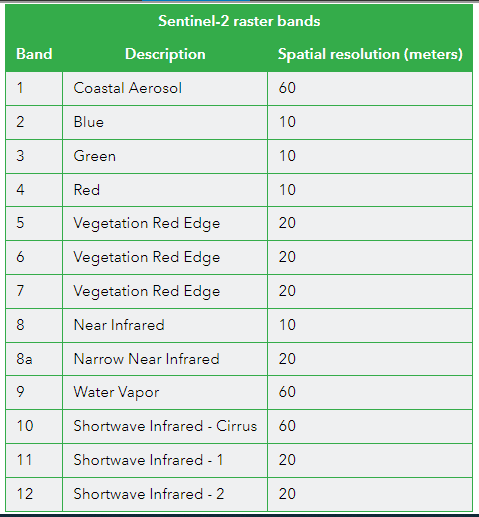 Sentinel-2 raster bands
Band Description Spatial resolution (meters)
1 Coastal Aerosol 60
2 Blue 10
3 Green 10
4 Red 10
5 Vegetation Red Edge 20
6 Vegetation Red Edge 20
7 Vegetation Red Edge 20
8 Near Infrared 10
8a Narrow Near Infrared 20
9 Water Vapor 60
10 Shortwave Infrared - Cirrus 60
11 Shortwave Infrared - 1 20
12 Shortwave Infrared - 2 20